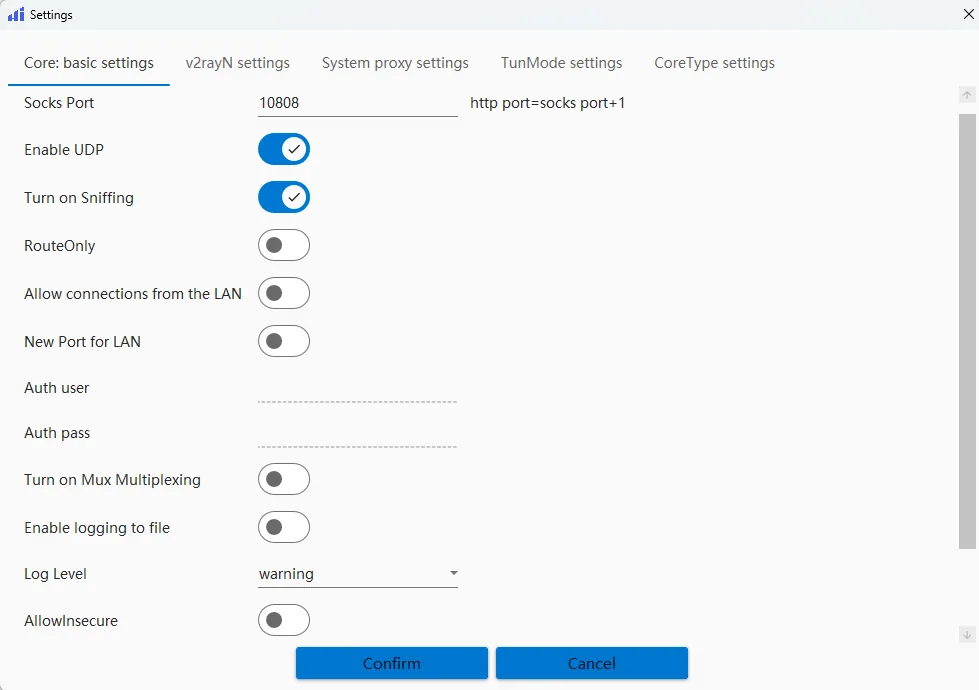 Settings
Core: basic settings v2rayN settings System proxy settings TunMode settings CoreType settings
Socks Port 10808 http port=socks port+1
Enable UDP
Turn on Sniffing
RouteOnly
Allow connections from the LAN
New Port for LAN
Auth user
Auth pass
Turn on Mux Multiplexing
Enable logging to file
Log Level warning
AllowInsecure
Confirm Cancel